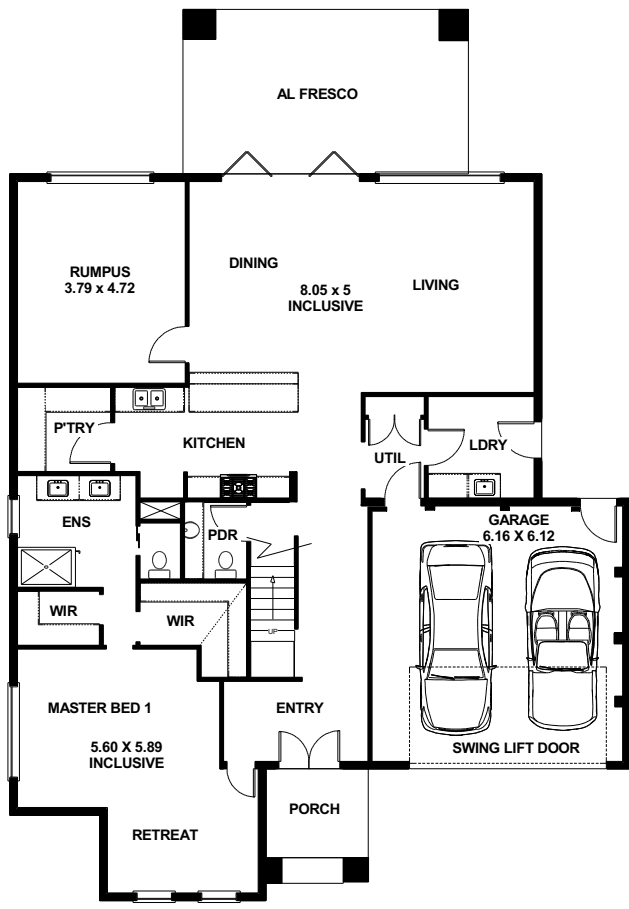 AL FRESCO
RUMPUS
3.79 x 4.72
DINING
8.05 x 5
INCLUSIVE
LIVING
P'TRY
KITCHEN
UTIL
LDRY
ENS
PDR
GARAGE
6.16 X 6.12
WIR
WIR
UP
MASTER BED 1
5.60 X 5.89
INCLUSIVE
ENTRY
SWING LIFT DOOR
PORCH
RETREAT